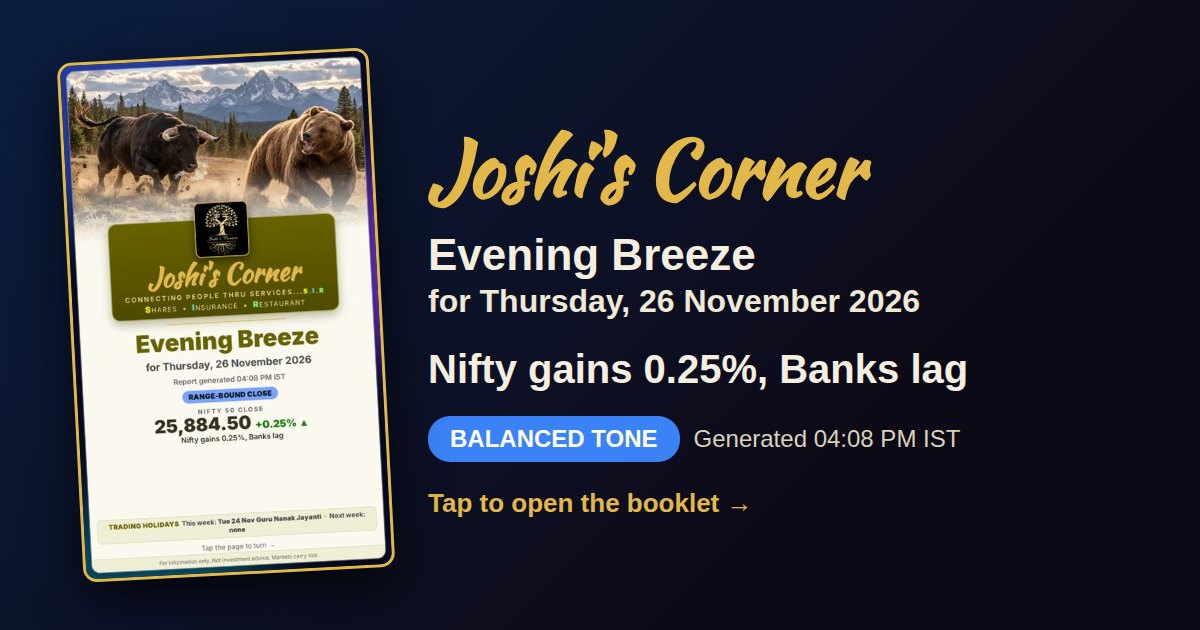 Joshi's Corner
CONNECTING PEOPLE THRU SERVICES...S.I.R
SHARES • INSURANCE • RESTAURANT
Evening Breeze
for Thursday, 26 November 2026
Report generated 04:08 PM IST
RANGE-BOUND CLOSE
NIFTY 50 CLOSE
25,884.50 +0.25% ▲
Nifty gains 0.25%, Banks lag
TRADING HOLIDAYS This week: Tue 24 Nov Guru Nanak Jayanti · Next week:
none
Tap the page to turn →
For information only. Not investment advice. Markets carry risk.
Joshi's Corner
Evening Breeze
for Thursday, 26 November 2026
Nifty gains 0.25%, Banks lag
BALANCED TONE Generated 04:08 PM IST
Tap to open the booklet →